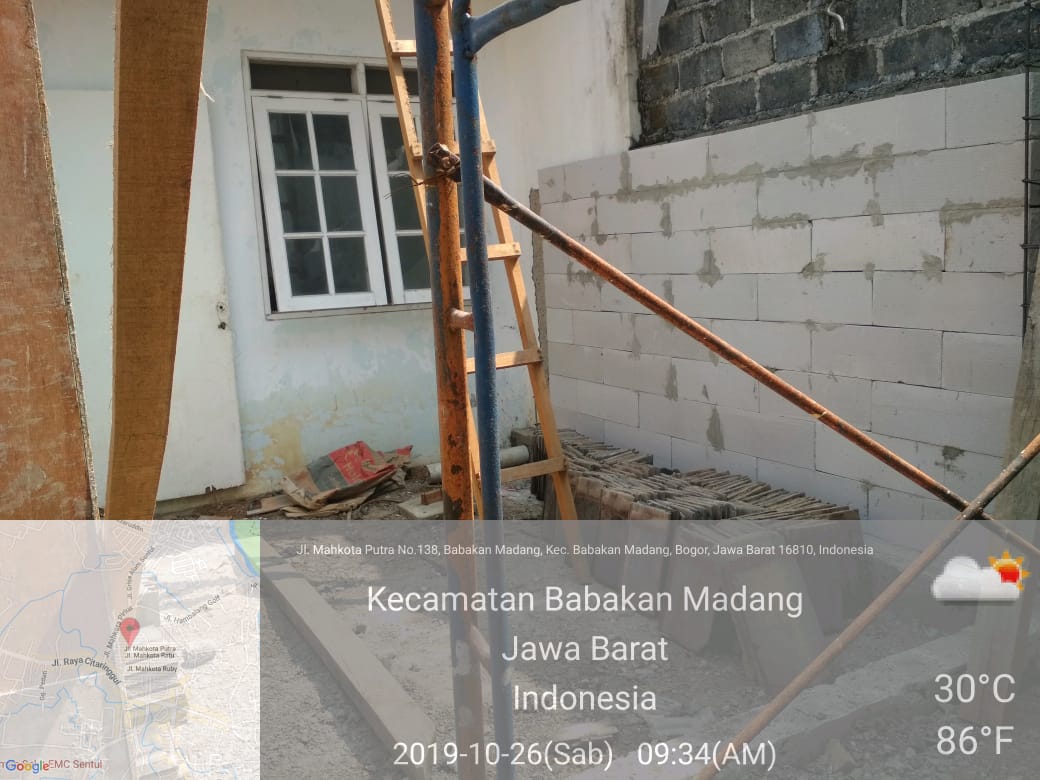 Jl. Mahkota Putra No.138, Babakan Madang, Kec. Babakan Madang, Bogor, Jawa Barat 16810, Indonesia
Kecamatan Babakan Madang
Jawa Barat
Indonesia
2019-10-26(Sab) 09:34(AM)
30°C
86°F
Jl. Hambalang Golf
Jl. Mahkota Putra
Jl. Mahkota Ratu
Jl. Raya Citaringgul
Jl. Mahkota Ruby
Google
EMC Sentul